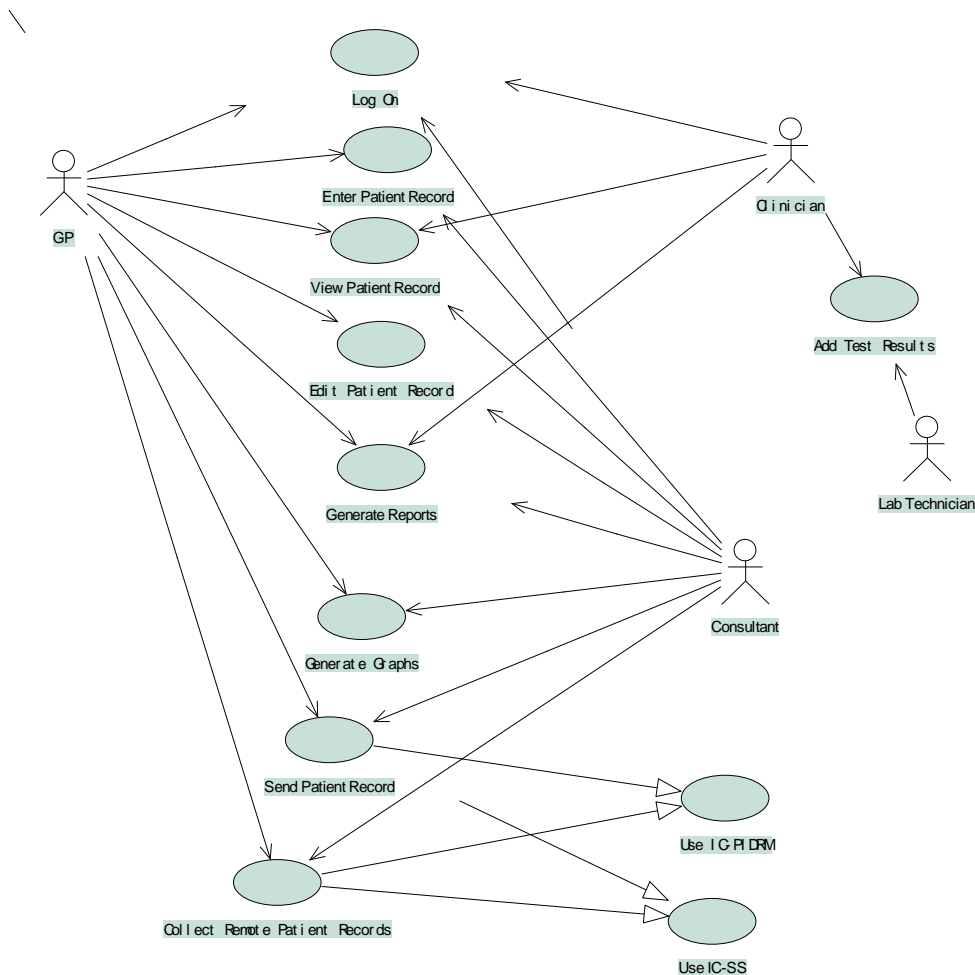 Log On
Enter Patient Record
GP
Clinician
View Patient Record
Add Test Results
Edit Patient Record
Lab Technician
Generate Reports
Consultant
Generate Graphs
Send Patient Record
Use IC-PIDRM
Collect Remote Patient Records
Use IC-SS